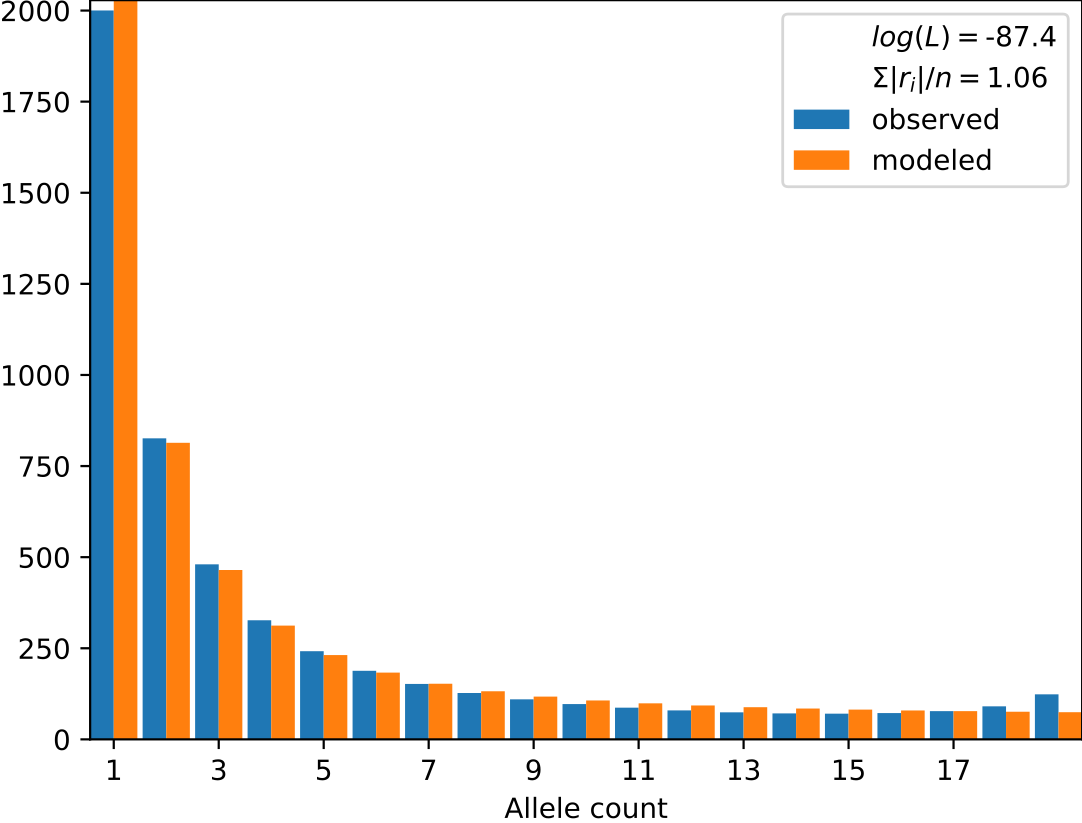 2000
1750
1500
1250
1000
750
500
250
0
log(L) = -87.4
Σ|rᵢ|/n = 1.06
observed
modeled
1 3 5 7 9 11 13 15 17
Allele count